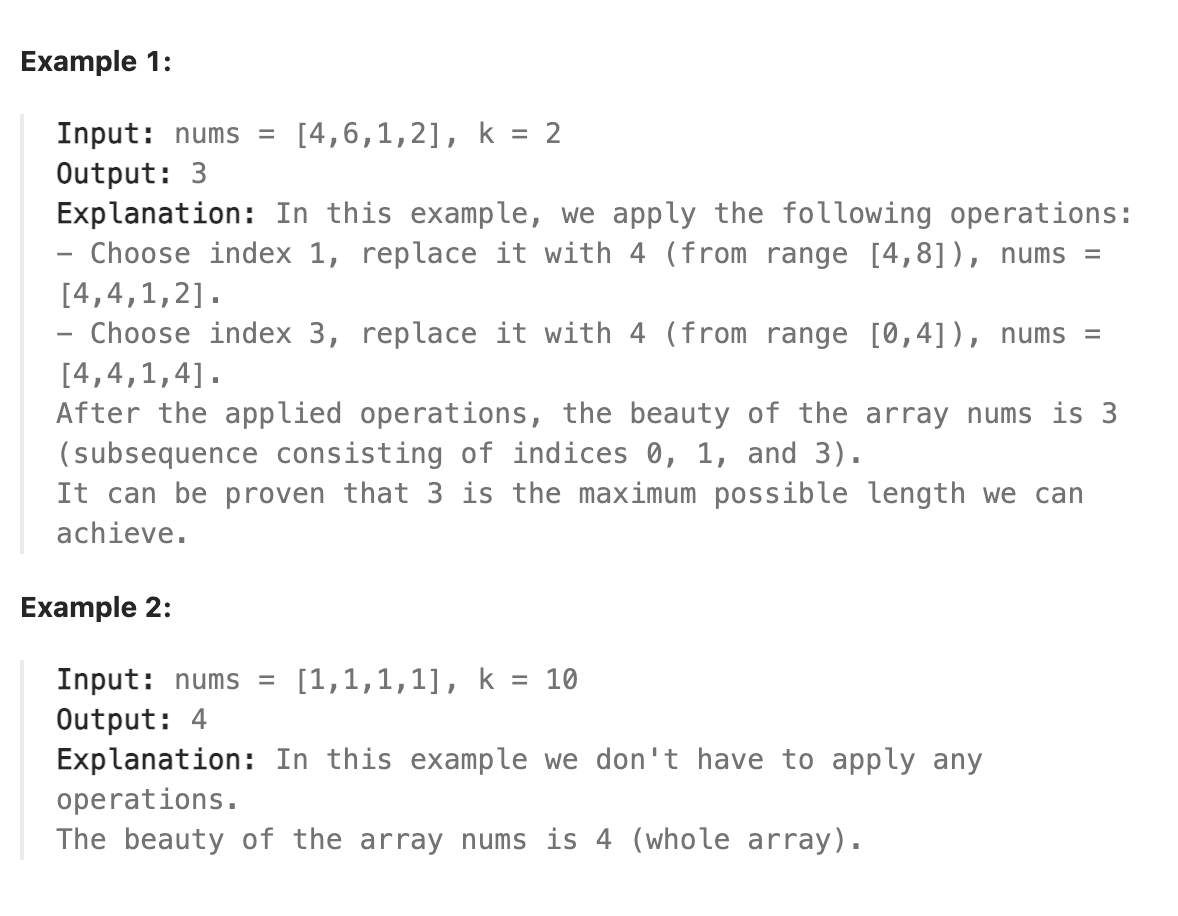 Example 1:
Input: nums = [4,6,1,2], k = 2
Output: 3
Explanation: In this example, we apply the following operations:
- Choose index 1, replace it with 4 (from range [4,8]), nums =
[4,4,1,2].
- Choose index 3, replace it with 4 (from range [0,4]), nums =
[4,4,1,4].
After the applied operations, the beauty of the array nums is 3
(subsequence consisting of indices 0, 1, and 3).
It can be proven that 3 is the maximum possible length we can
achieve.
Example 2:
Input: nums = [1,1,1,1], k = 10
Output: 4
Explanation: In this example we don't have to apply any
operations.
The beauty of the array nums is 4 (whole array).